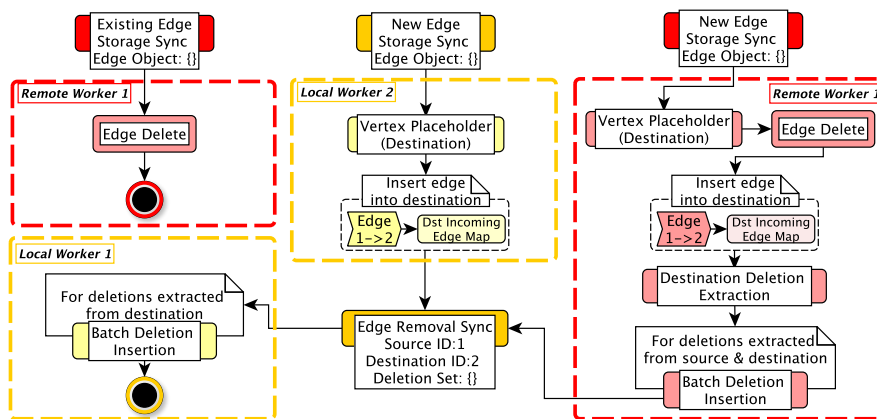 Existing Edge
Storage Sync
Edge Object: {}
New Edge
Storage Sync
Edge Object: {}
New Edge
Storage Sync
Edge Object: {}
Remote Worker 1
Edge Delete
Local Worker 2
Vertex Placeholder
(Destination)
Insert edge
into destination
Edge
1->2
Dst Incoming
Edge Map
Remote Worker 1
Vertex Placeholder
(Destination)
Edge Delete
Insert edge
into destination
Edge
1->2
Dst Incoming
Edge Map
Destination Deletion
Extraction
For deletions extracted
from source & destination
Batch Deletion
Insertion
Edge Removal Sync
Source ID:1
Destination ID:2
Deletion Set: {}
Local Worker 1
For deletions extracted
from destination
Batch Deletion
Insertion